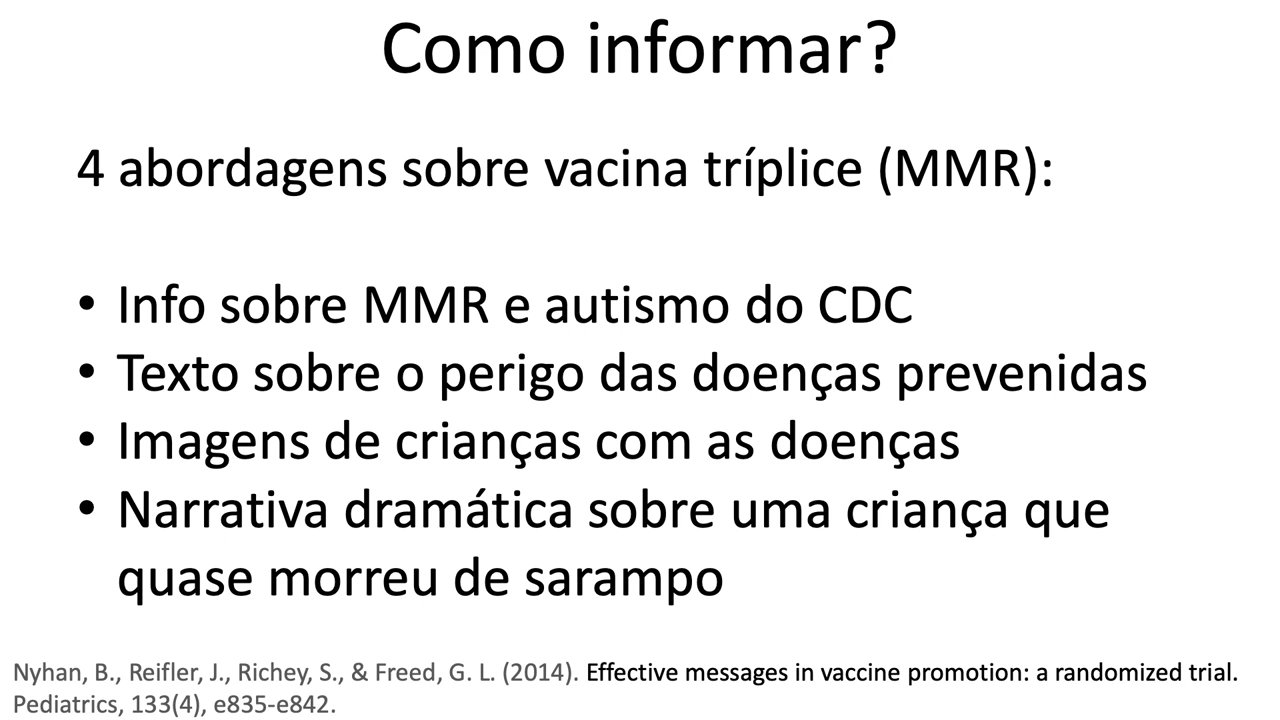 Como informar?
4 abordagens sobre vacina tríplice (MMR):
• Info sobre MMR e autismo do CDC
• Texto sobre o perigo das doenças prevenidas
• Imagens de crianças com as doenças
• Narrativa dramática sobre uma criança que
quase morreu de sarampo
Nyhan, B., Reifler, J., Richey, S., & Freed, G. L. (2014). Effective messages in vaccine promotion: a randomized trial.
Pediatrics, 133(4), e835-e842.